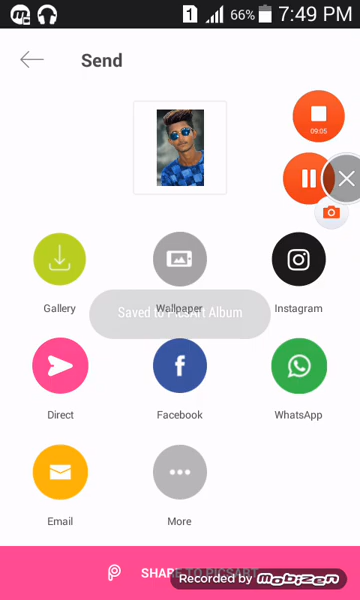 1 66% 7:49 PM
Send
09:05
Gallery
Wallpaper
Instagram
Saved to PicsArt Album
Direct
Facebook
WhatsApp
Email
More
SHARE TO PICSART
Recorded by mobizen